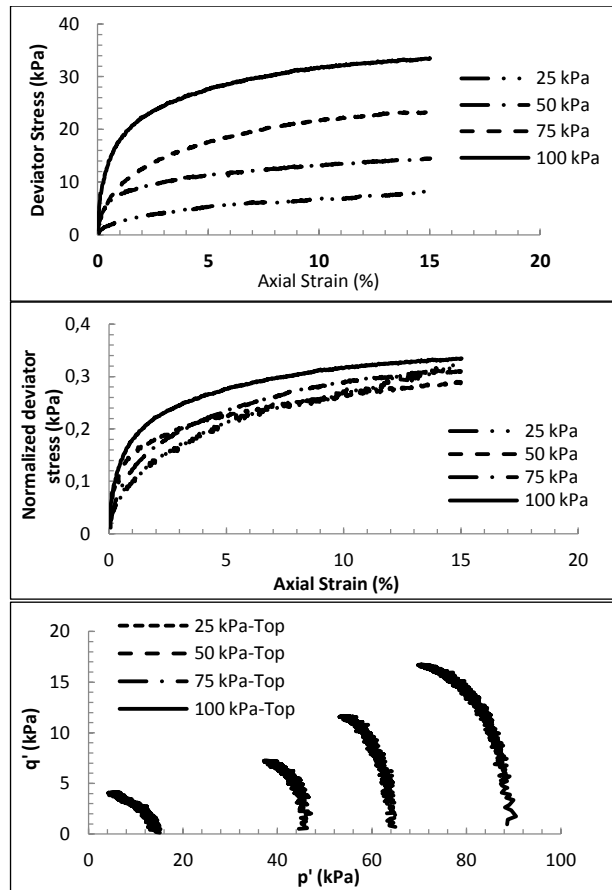 Deviator Stress (kPa)
40
30
20
10
0
0
5
10
15
20
Axial Strain (%)
25 kPa
50 kPa
75 kPa
100 kPa
Normalized deviator
stress (kPa)
0,4
0,3
0,2
0,1
0
0
5
10
15
20
Axial Strain (%)
25 kPa
50 kPa
75 kPa
100 kPa
q' (kPa)
20
15
10
5
0
0
20
40
60
80
100
p' (kPa)
25 kPa-Top
50 kPa-Top
75 kPa-Top
100 kPa-Top